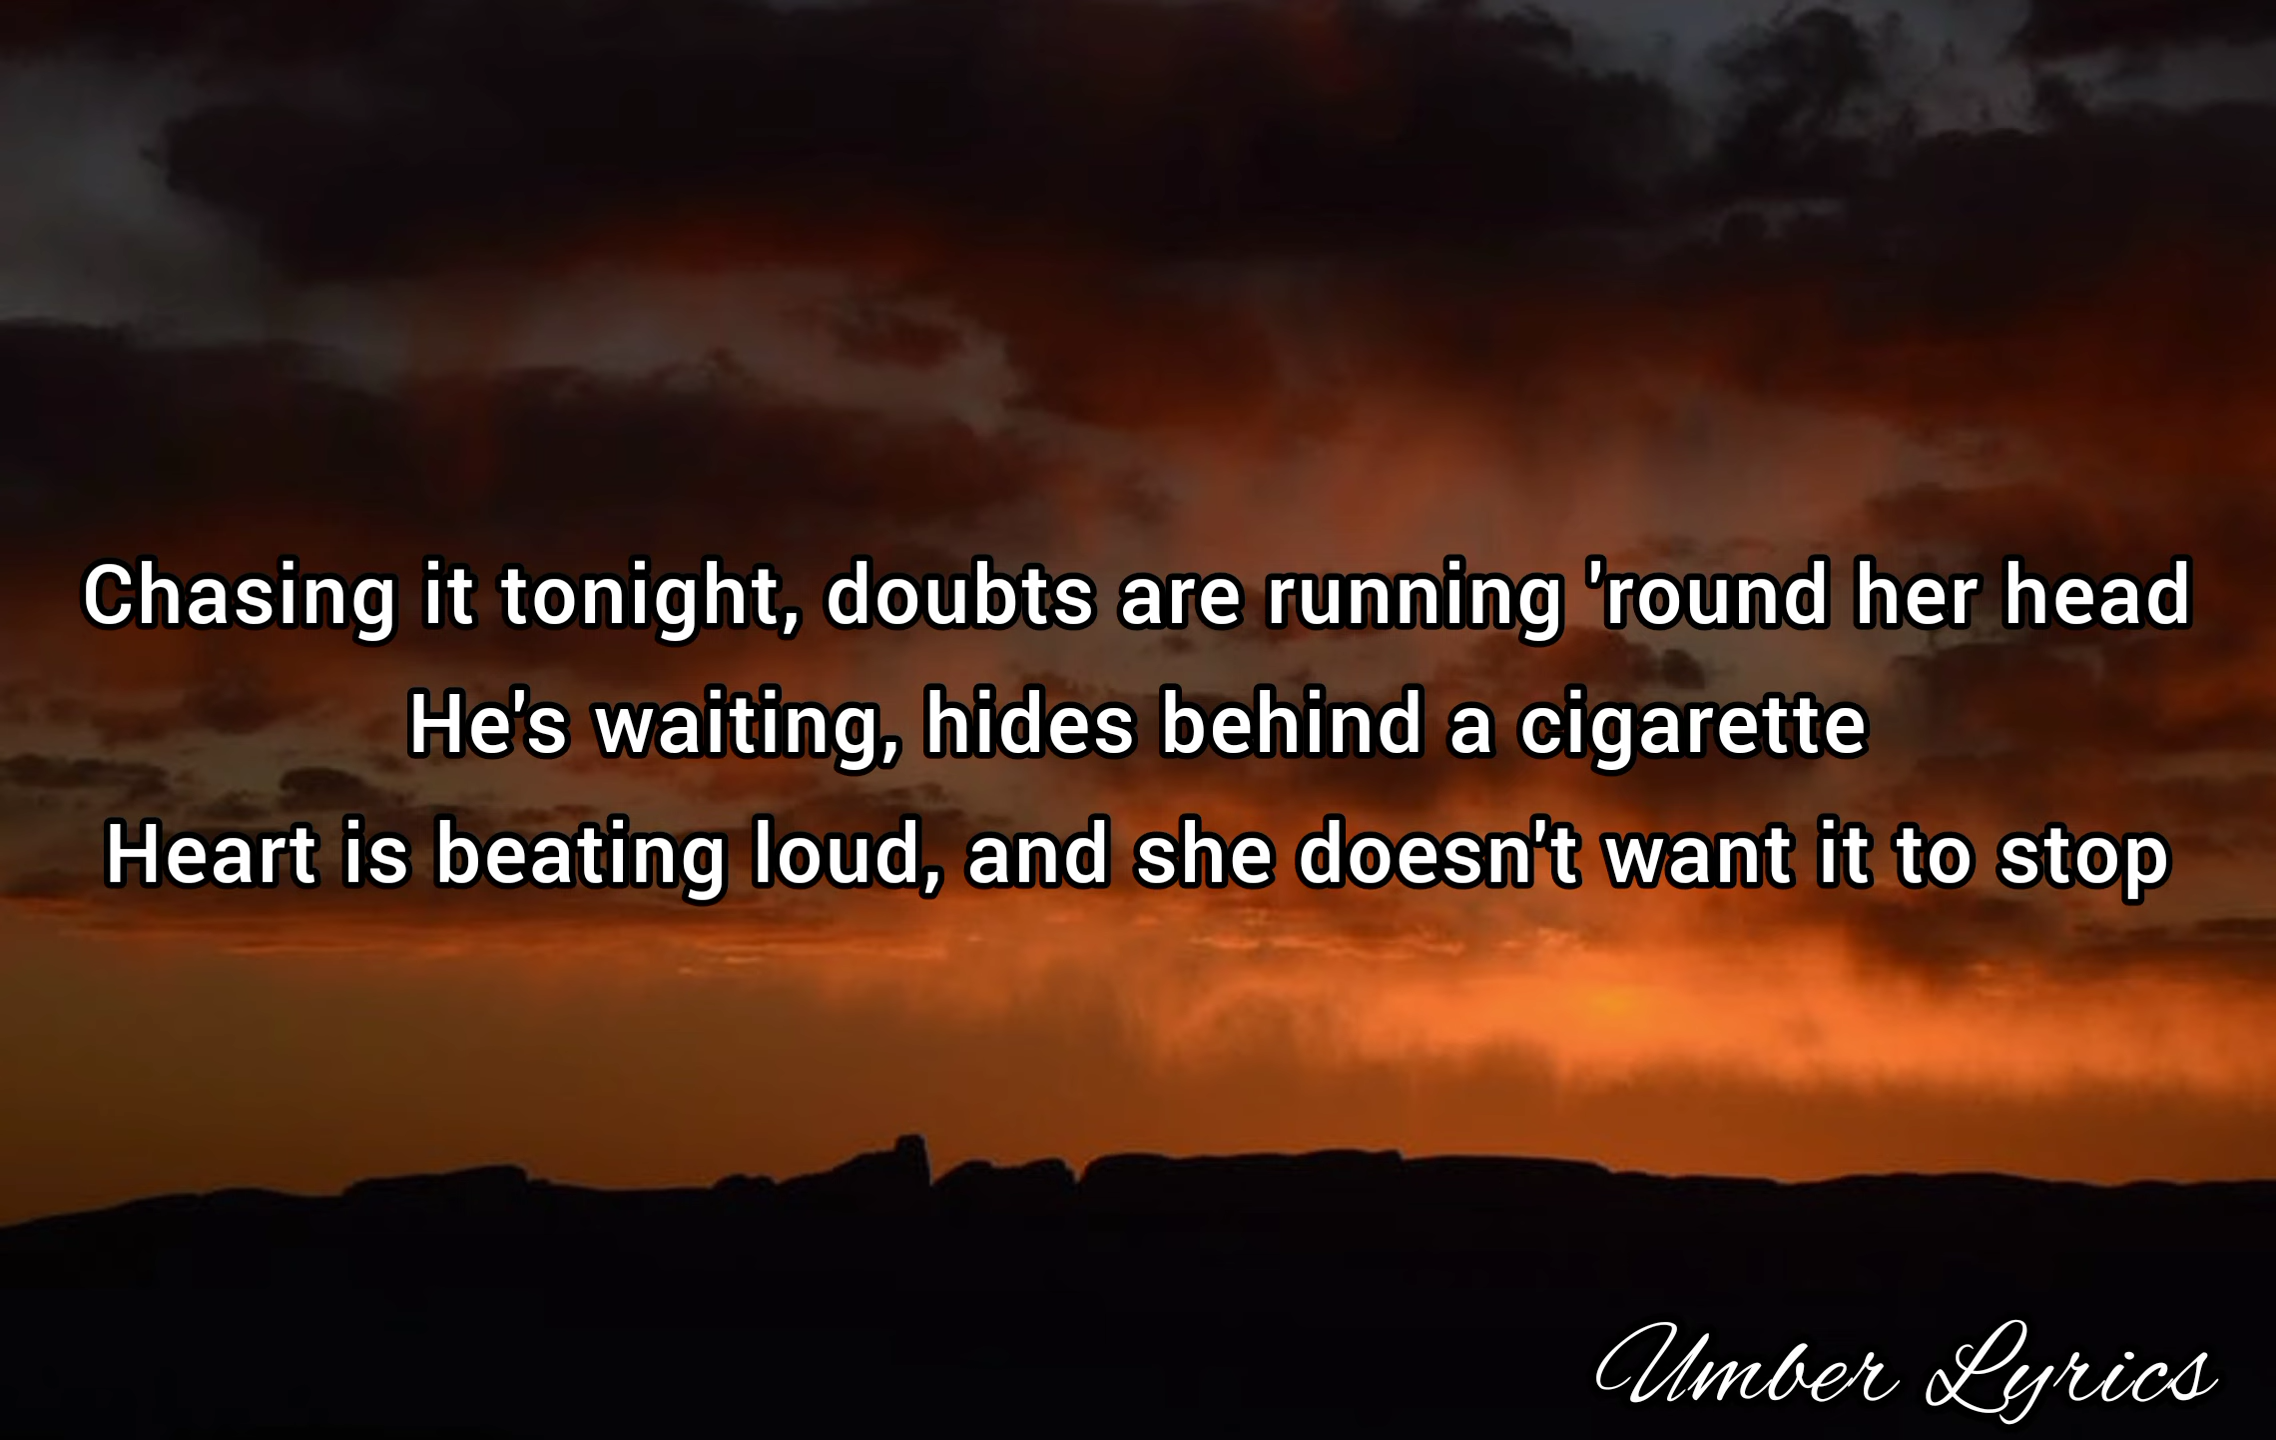 Chasing it tonight, doubts are running 'round her head
He's waiting, hides behind a cigarette
Heart is beating loud, and she doesn't want it to stop
Umber Lyrics